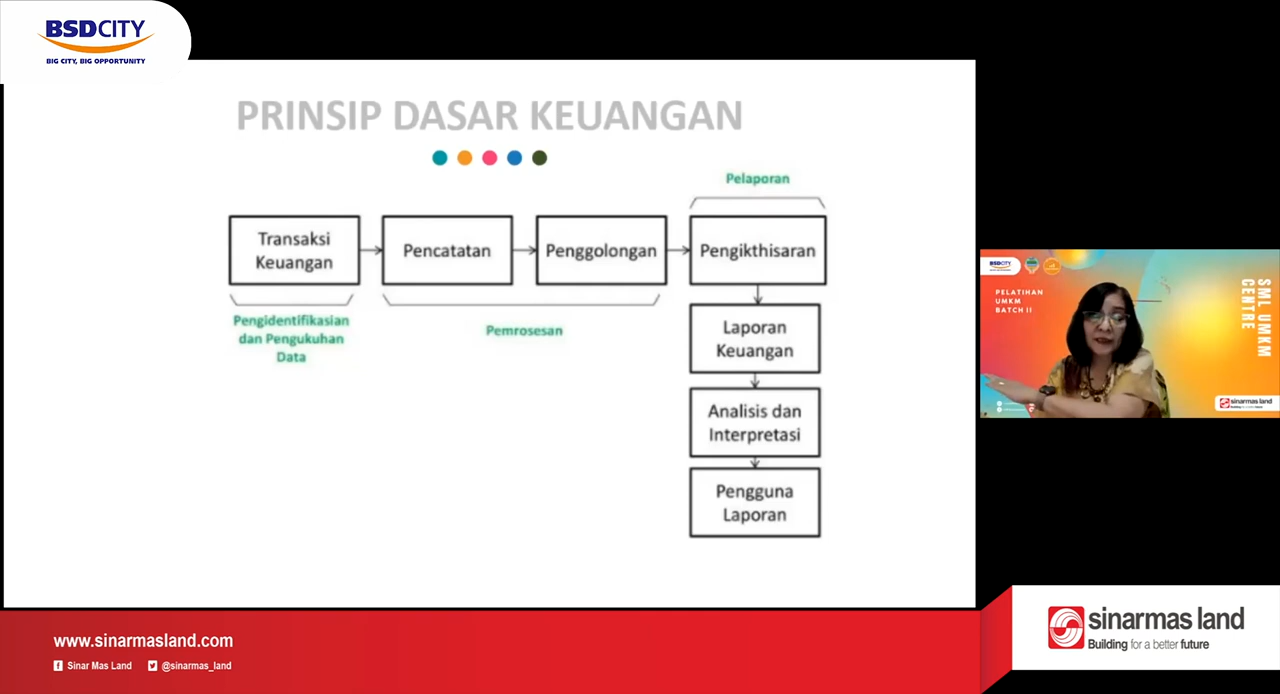 BSDCITY
BIG CITY, BIG OPPORTUNITY
PRINSIP DASAR KEUANGAN
Pelaporan
Transaksi
Keuangan
Pencatatan
Penggolongan
Pengikthisaran
Pengidentifikasian
dan Pengukuhan
Data
Pemrosesan
Laporan
Keuangan
Analisis dan
Interpretasi
Pengguna
Laporan
BSDCITY
PELATIHAN
UMKM
BATCH II
SML UMKM
CENTRE
sinarmas land
www.sinarmasland.com
Sinar Mas Land
@sinarmas_land
sinarmas land
Building for a better future